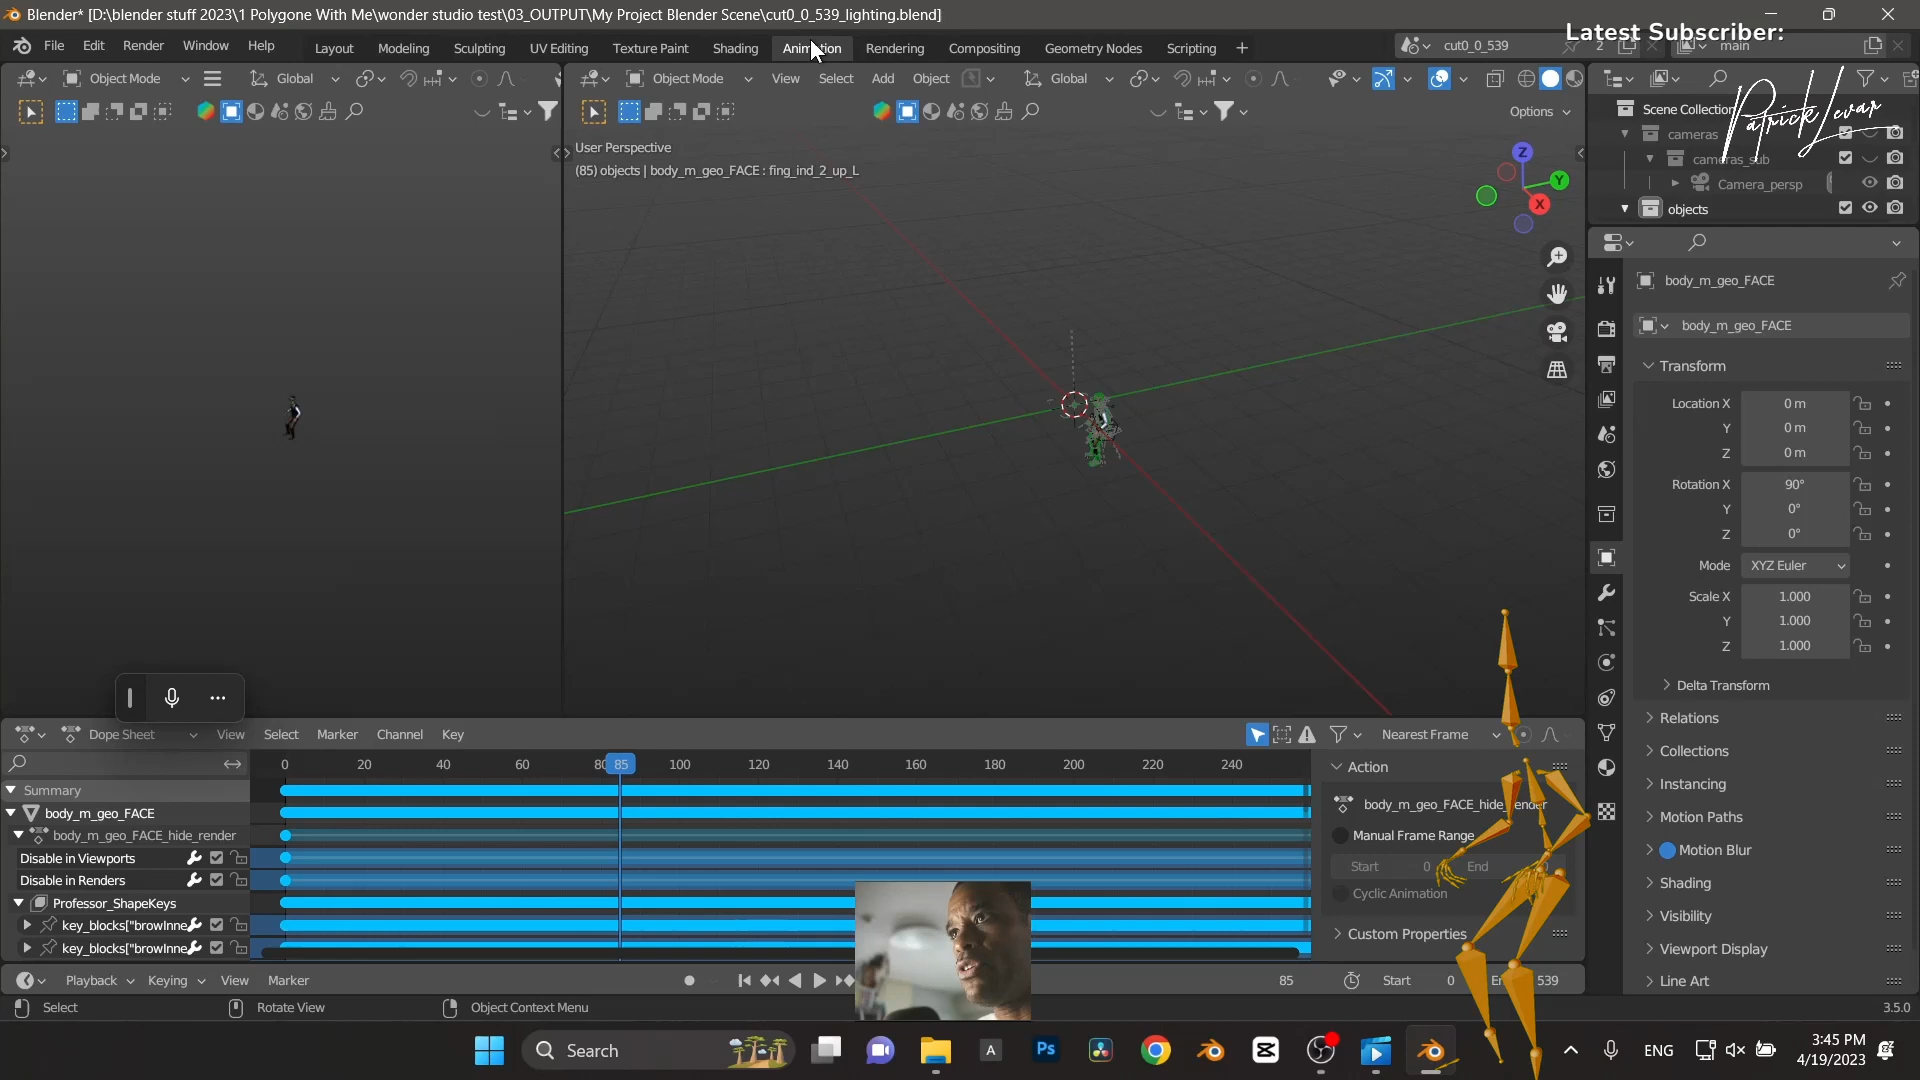 Blender* [D:\blender stuff 2023\1 Polygone With Me\wonder studio test\03_OUTPUT\My Project Blender Scene\cut0_0_539_lighting.blend]
Latest Subscriber:
File Edit Render Window Help Layout Modeling Sculpting UV Editing Texture Paint Shading Animation Rendering Compositing Geometry Nodes Scripting + cut0_0_539 2 main
Object Mode Global Object Mode View Select Add Object Global
Options
Scene Collection
Patrick Levar
cameras
cameras_sub
Camera_persp
objects
User Perspective
(85) objects | body_m_geo_FACE : fing_ind_2_up_L
Z
Y
X
body_m_geo_FACE
body_m_geo_FACE
Transform
Location X 0 m
Y 0 m
Z 0 m
Rotation X 90°
Y 0°
Z 0°
Mode XYZ Euler
Scale X 1.000
Y 1.000
Z 1.000
Delta Transform
Relations
Collections
Instancing
Motion Paths
Motion Blur
Shading
Visibility
Viewport Display
Line Art
Dope Sheet View Select Marker Channel Key Nearest Frame
0 20 40 60 80 85 100 120 140 160 180 200 220 240
Summary
body_m_geo_FACE
body_m_geo_FACE_hide_render
Disable in Viewports
Disable in Renders
Professor_ShapeKeys
key_blocks["browInne
key_blocks["browInne
Action
body_m_geo_FACE_hide_render
Manual Frame Range
Start 0 End
Cyclic Animation
Custom Properties
Playback Keying View Marker 85 Start 0 En 539
Select Rotate View Object Context Menu 3.5.0
Search A Ps ENG 3:45 PM
4/19/2023